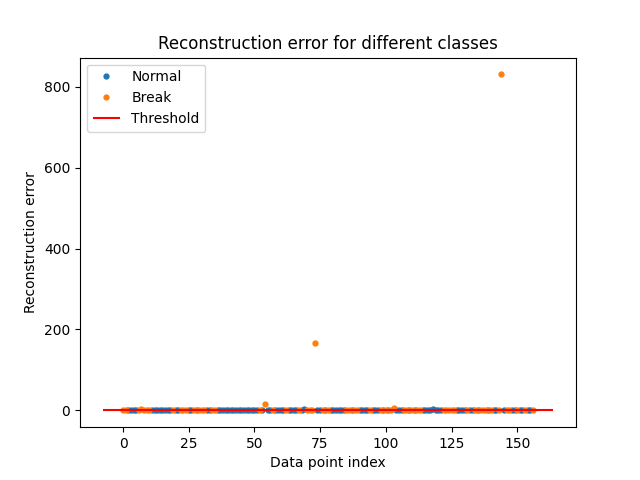 Reconstruction error for different classes
Normal
Break
Threshold
Reconstruction error
800
600
400
200
0
0 25 50 75 100 125 150
Data point index